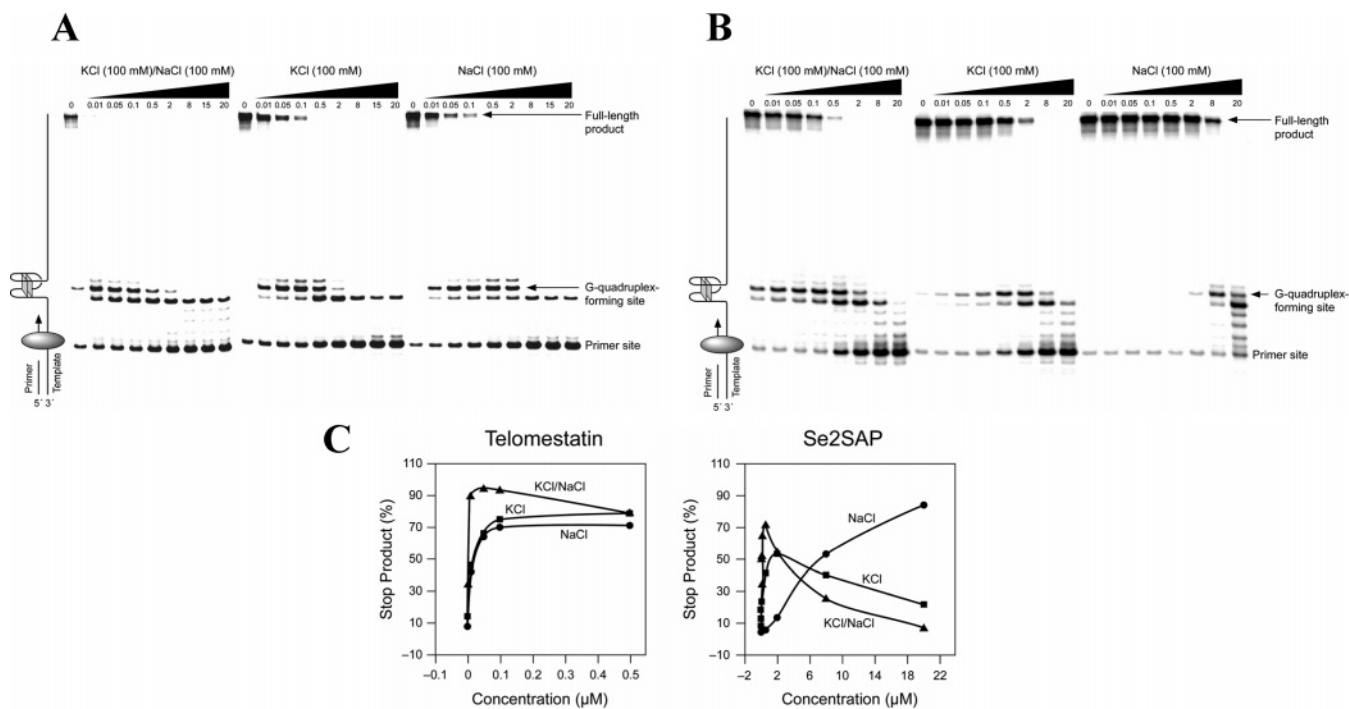 A
KCl (100 mM)/NaCl (100 mM) KCl (100 mM) NaCl (100 mM)
0 0.01 0.05 0.1 0.5 2 8 15 20 0 0.01 0.05 0.1 0.5 2 8 15 20 0 0.01 0.05 0.1 0.5 2 8 15 20
Full-length
product
G-quadruplex-
forming site
Primer site
Primer
Template
5´ 3´
B
KCl (100 mM)/NaCl (100 mM) KCl (100 mM) NaCl (100 mM)
0 0.01 0.05 0.1 0.5 2 8 20 0 0.01 0.05 0.1 0.5 2 8 20 0 0.01 0.05 0.1 0.5 2 8 20
Full-length
product
G-quadruplex-
forming site
Primer site
Primer
Template
5´ 3´
C
Telomestatin
Stop Product (%)
110
90
70
50
30
10
–10
KCl/NaCl
KCl
NaCl
–0.1 0 0.1 0.2 0.3 0.4 0.5
Concentration (µM)
Se2SAP
Stop Product (%)
110
90
70
50
30
10
–10
NaCl
KCl
KCl/NaCl
–2 2 6 10 14 18 22
Concentration (µM)